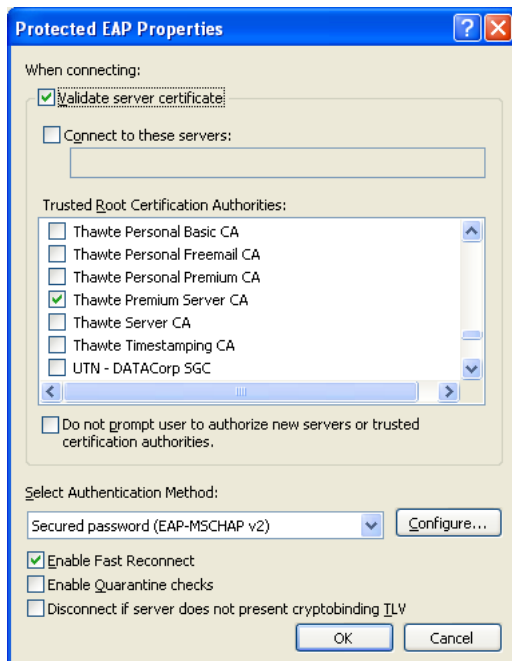 Protected EAP Properties
When connecting:
Validate server certificate
Connect to these servers:
Trusted Root Certification Authorities:
Thawte Personal Basic CA
Thawte Personal Freemail CA
Thawte Personal Premium CA
Thawte Premium Server CA
Thawte Server CA
Thawte Timestamping CA
UTN - DATACorp SGC
Do not prompt user to authorize new servers or trusted
certification authorities.
Select Authentication Method:
Secured password (EAP-MSCHAP v2)
Configure...
Enable Fast Reconnect
Enable Quarantine checks
Disconnect if server does not present cryptobinding TLV
OK
Cancel